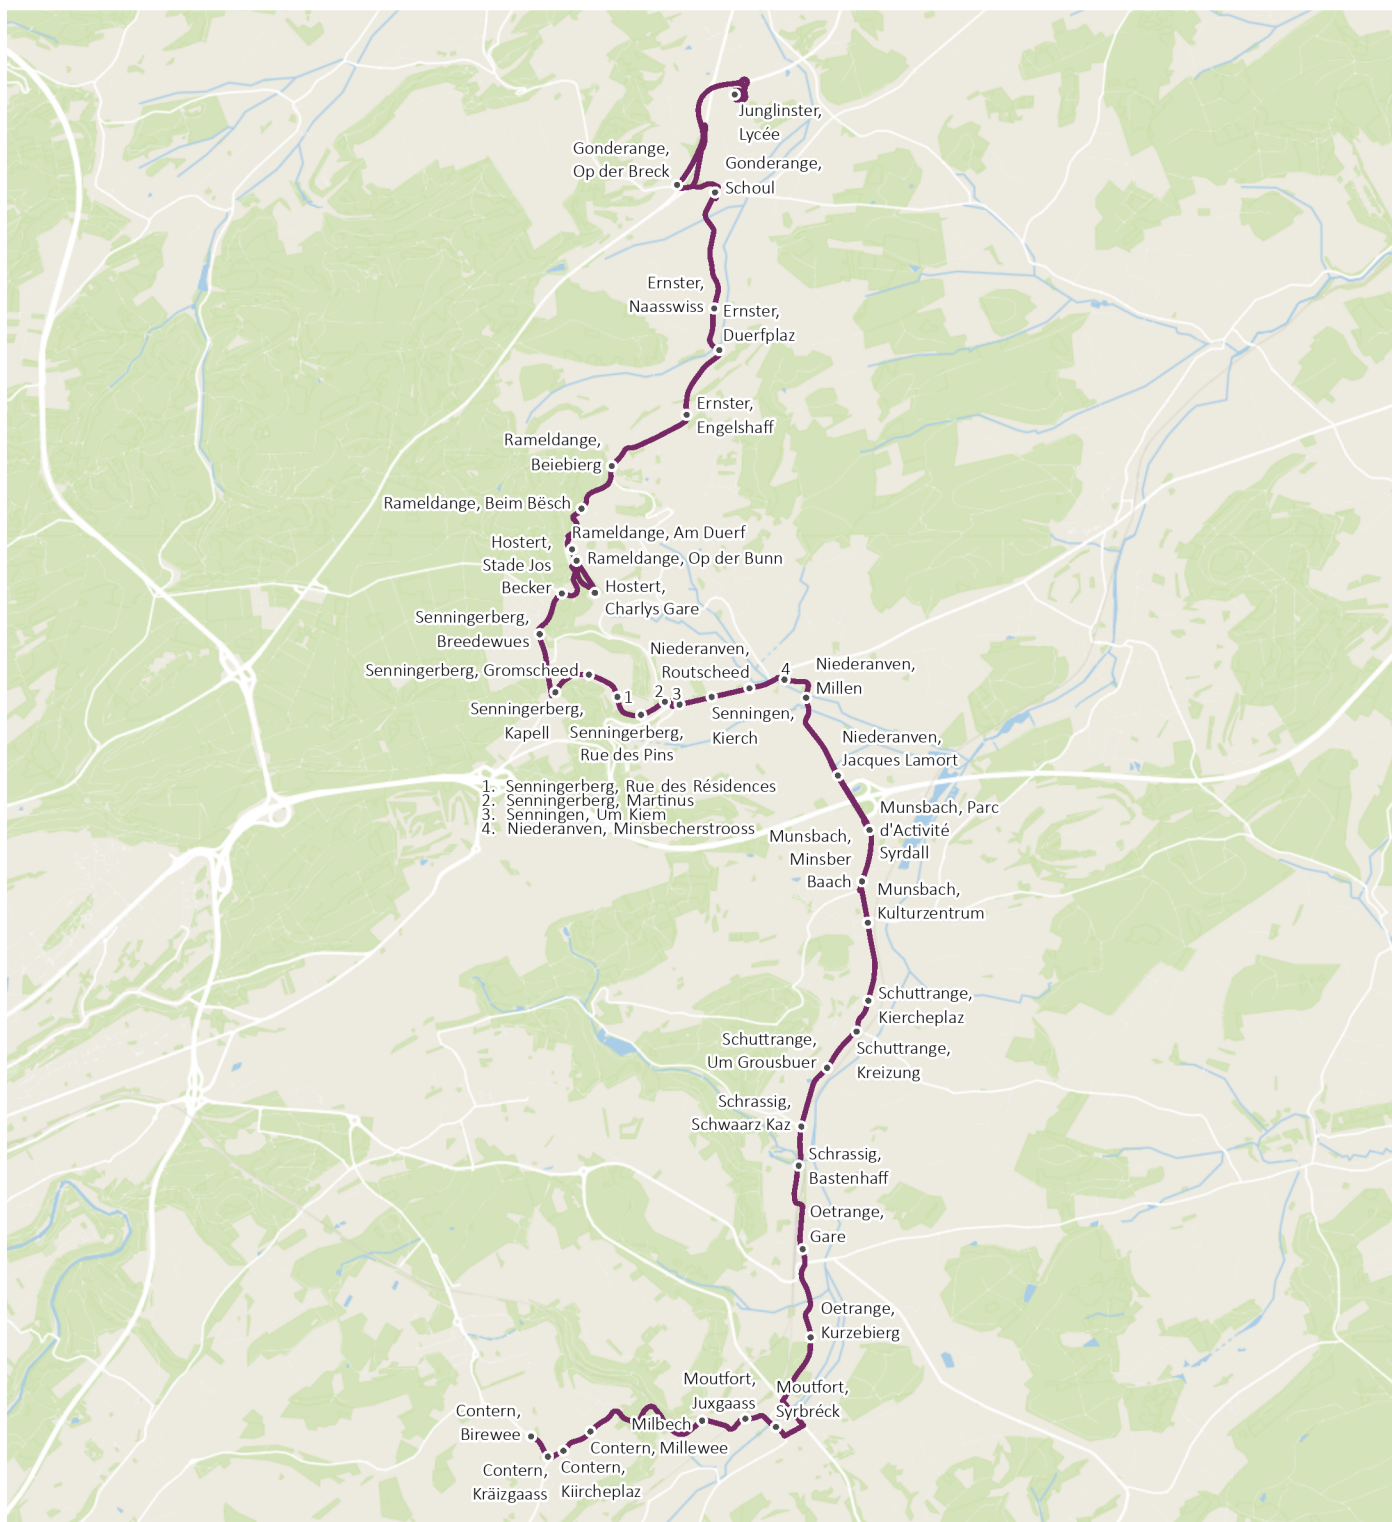 Junglinster,
Lycée
Gonderange,
Op der Breck
Gonderange,
Schoul
Ernster,
Naasswiss
Ernster,
Duerfplaz
Ernster,
Engelshaff
Rameldange,
Beiebierg
Rameldange, Beim Bësch
Rameldange, Am Duerf
Hostert,
Stade Jos
Becker
Rameldange, Op der Bunn
Hostert,
Charlys Gare
Senningerberg,
Breedewues
Niederanven,
Routscheed
Senningerberg, Gromscheed
4
Niederanven,
Millen
1
2
3
Senningerberg,
Kapell
Senningerberg,
Rue des Pins
Senningen,
Kierch
Niederanven,
Jacques Lamort
1. Senningerberg, Rue des Résidences
2. Senningerberg, Martinus
3. Senningen, Um Kiem
4. Niederanven, Minsbecherstrooss
Munsbach, Parc
d'Activité
Syrdall
Munsbach,
Minsber
Baach
Munsbach,
Kulturzentrum
Schuttrange,
Kiercheplaz
Schuttrange,
Um Grousbuer
Schuttrange,
Kreizung
Schrassig,
Schwaarz Kaz
Schrassig,
Bastenhaff
Oetrange,
Gare
Oetrange,
Kurzebierg
Moutfort,
Juxgaass
Moutfort,
Syrbréck
Milbech
Contern,
Birewee
Contern, Millewee
Contern,
Kräizgaass
Contern,
Kiircheplaz